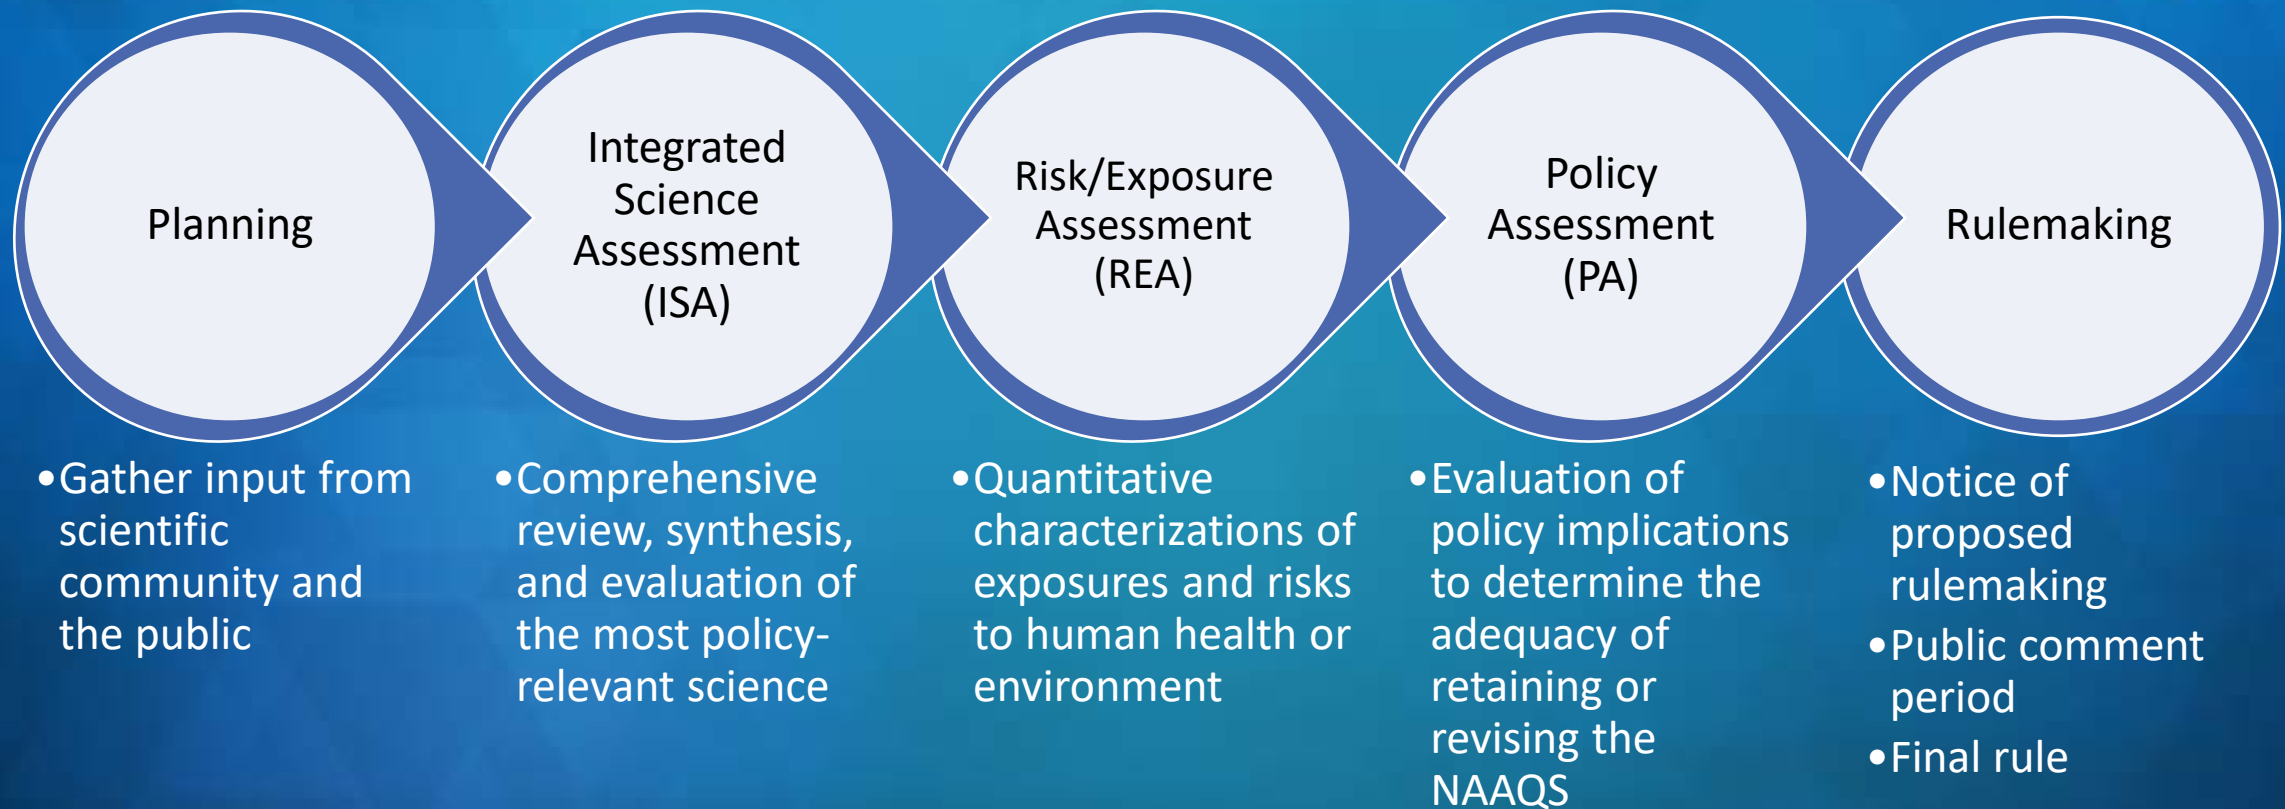 Planning
Integrated
Science
Assessment
(ISA)
Risk/Exposure
Assessment
(REA)
Policy
Assessment
(PA)
Rulemaking
•Gather input from
scientific
community and
the public
•Comprehensive
review, synthesis,
and evaluation of
the most policy-
relevant science
•Quantitative
characterizations of
exposures and risks
to human health or
environment
•Evaluation of
policy implications
to determine the
adequacy of
retaining or
revising the
NAAQS
•Notice of
proposed
rulemaking
•Public comment
period
•Final rule